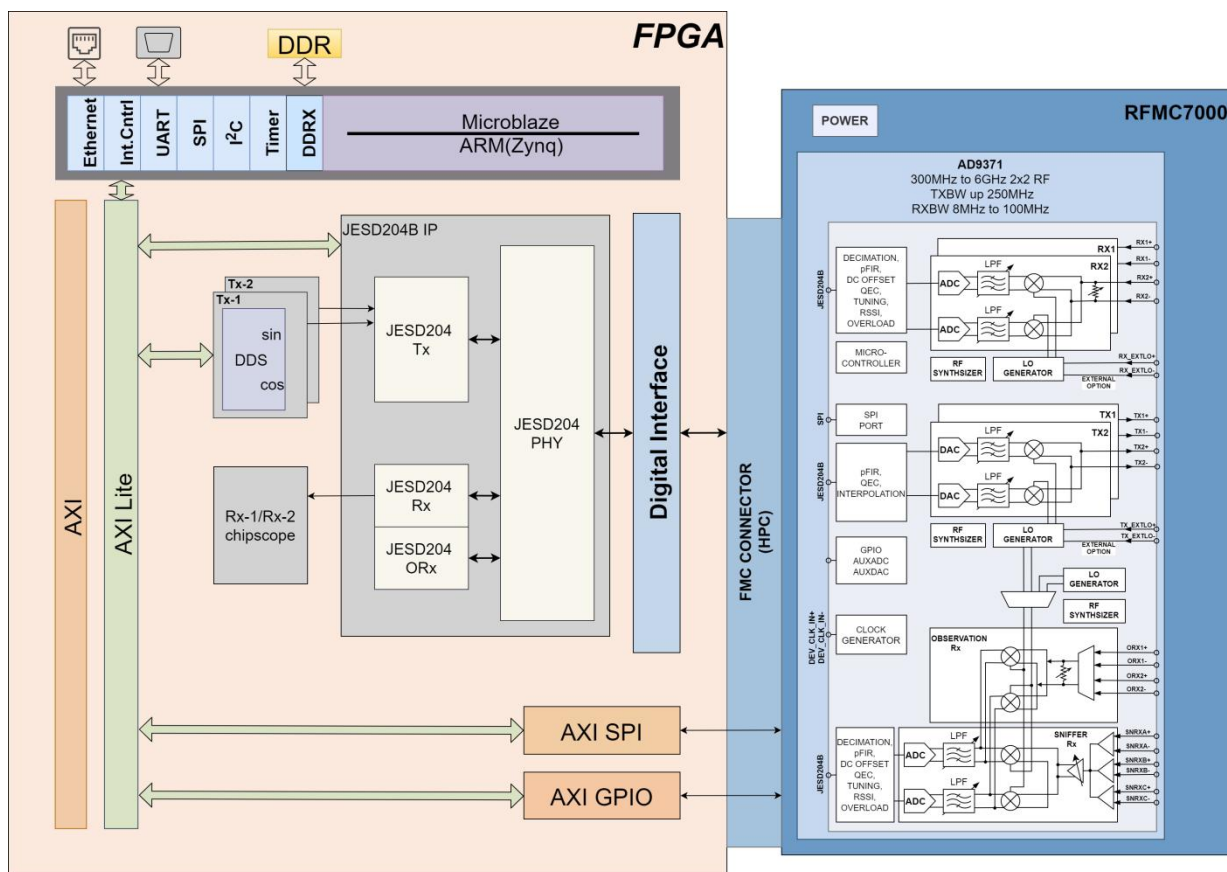 FPGA
DDR
Ethernet
Int.Cntrl
UART
SPI
I²C
Timer
DDRX
Microblaze
ARM(Zynq)
AXI
AXI Lite
JESD204B IP
Tx-2
Tx-1
sin
DDS
cos
JESD204
Tx
JESD204
PHY
JESD204
Rx
JESD204
ORx
Rx-1/Rx-2
chipscope
Digital Interface
AXI SPI
AXI GPIO
FMC CONNECTOR
(HPC)
RFMC7000
POWER
AD9371
300MHz to 6GHz 2x2 RF
TXBW up 250MHz
RXBW 8MHz to 100MHz
JESD204B
DECIMATION,
pFIR,
DC OFFSET
QEC,
TUNING,
RSSI,
OVERLOAD
RX1
RX2
LPF
ADC
LPF
ADC
RX1+
RX1-
RX2+
RX2-
MICRO-
CONTROLLER
RF
SYNTHSIZER
LO
GENERATOR
RX_EXTLO+
RX_EXTLO-
EXTERNAL
OPTION
SPI
SPI
PORT
JESD204B
pFIR,
QEC,
INTERPOLATION
TX1
TX2
LPF
DAC
LPF
DAC
TX1+
TX1-
TX2+
TX2-
RF
SYNTHSIZER
LO
GENERATOR
TX_EXTLO+
TX_EXTLO-
EXTERNAL
OPTION
GPIO
AUXADC
AUXDAC
LO
GENERATOR
RF
SYNTHSIZER
DEV_CLK_IN+
DEV_CLK_IN-
CLOCK
GENERATOR
OBSERVATION
Rx
ORX1+
ORX1-
ORX2+
ORX2-
JESD204B
DECIMATION,
pFIR,
DC OFFSET
QEC,
TUNING,
RSSI,
OVERLOAD
SNIFFER
Rx
LPF
ADC
LPF
ADC
SNRXA+
SNRXA-
SNRXB+
SNRXB-
SNRXC+
SNRXC-